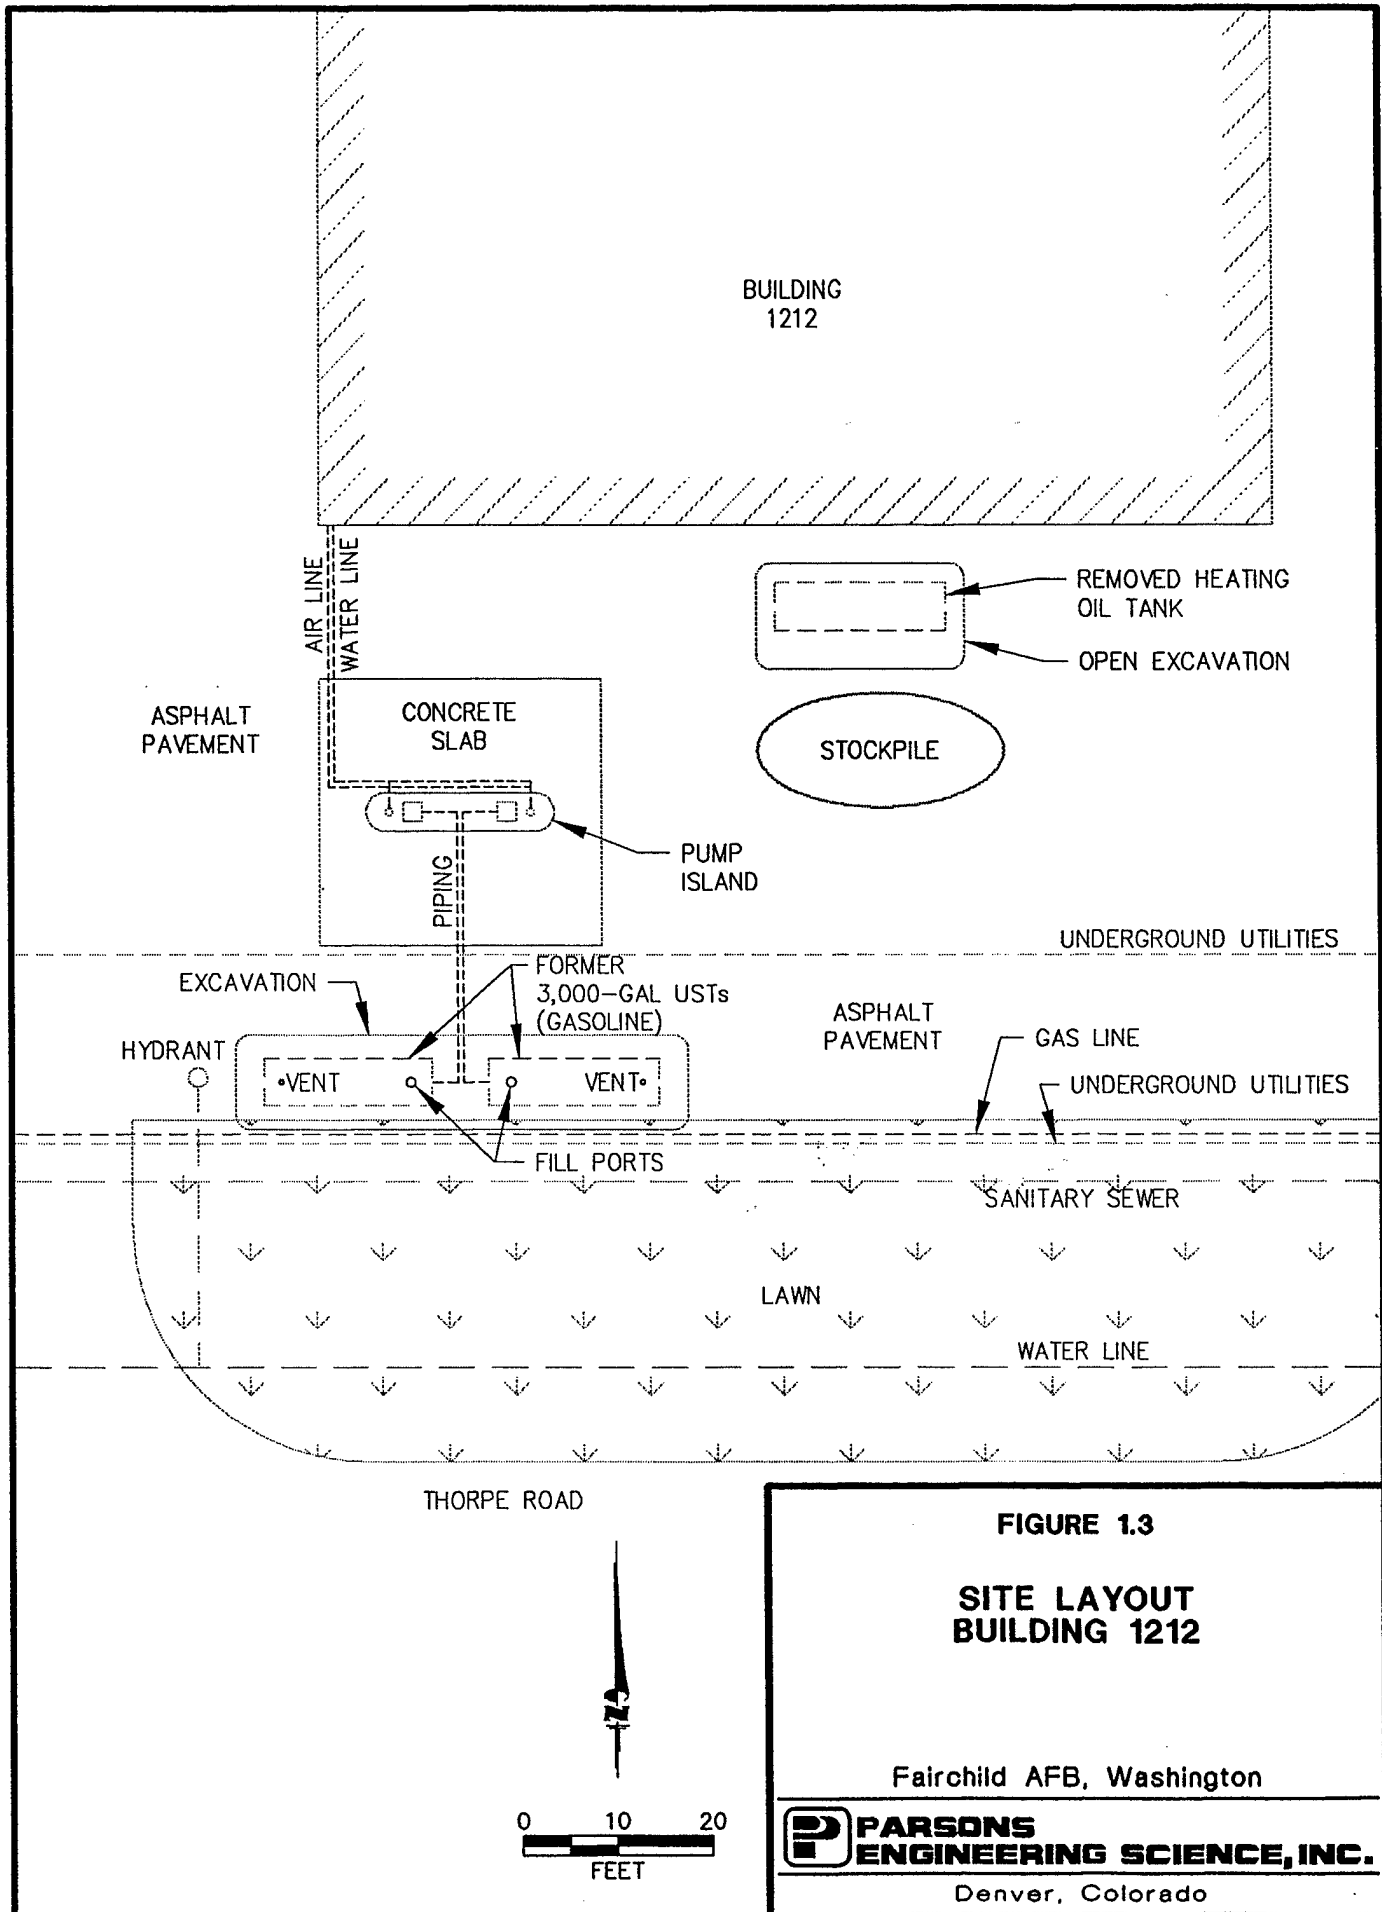 BUILDING
1212
AIR LINE
WATER LINE
REMOVED HEATING
OIL TANK
OPEN EXCAVATION
ASPHALT
PAVEMENT
CONCRETE
SLAB
STOCKPILE
PUMP
ISLAND
PIPING
UNDERGROUND UTILITIES
EXCAVATION
FORMER
3,000-GAL USTs
(GASOLINE)
ASPHALT
PAVEMENT
GAS LINE
HYDRANT
VENT
VENT
UNDERGROUND UTILITIES
FILL PORTS
SANITARY SEWER
LAWN
WATER LINE
THORPE ROAD
N
0 10 20
FEET
FIGURE 1.3
SITE LAYOUT
BUILDING 1212
Fairchild AFB, Washington
PARSONS
ENGINEERING SCIENCE, INC.
Denver, Colorado